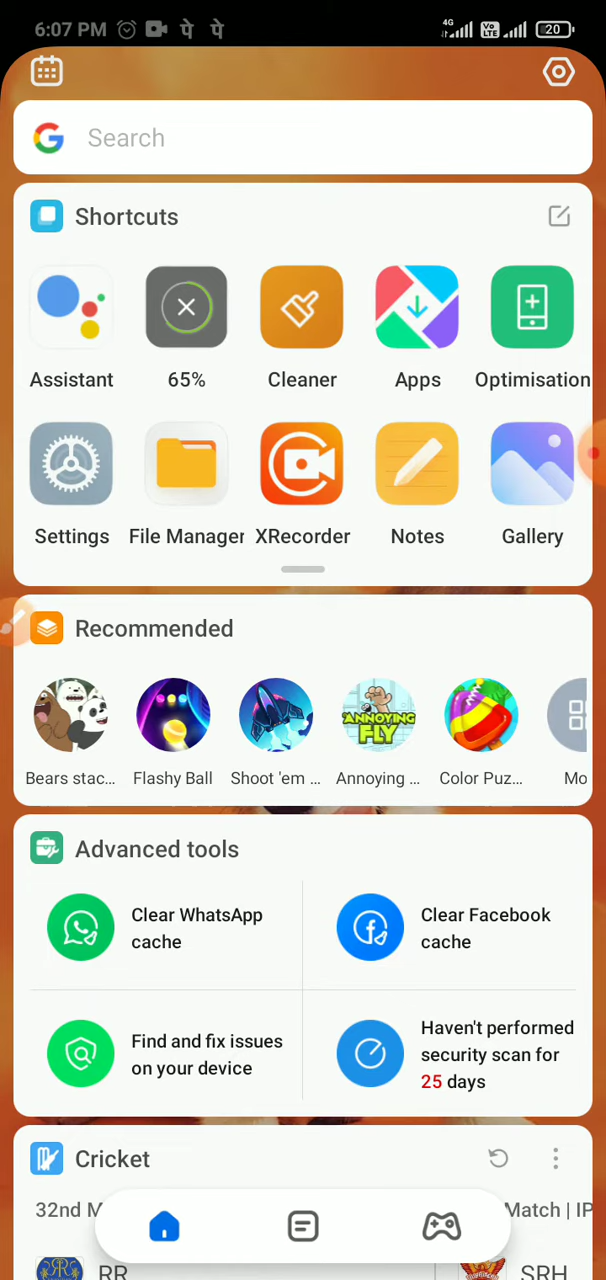 6:07 PM पे पे 4G Vo LTE 20
Search
Shortcuts
Assistant 65% Cleaner Apps Optimisation
Settings File Manager XRecorder Notes Gallery
Recommended
ANNOYING
FLY
Bears stac... Flashy Ball Shoot 'em ... Annoying ... Color Puz... Mo
Advanced tools
Clear WhatsApp
cache
Clear Facebook
cache
Find and fix issues
on your device
Haven't performed
security scan for
25 days
Cricket
32nd M Match | IP
RR SRH